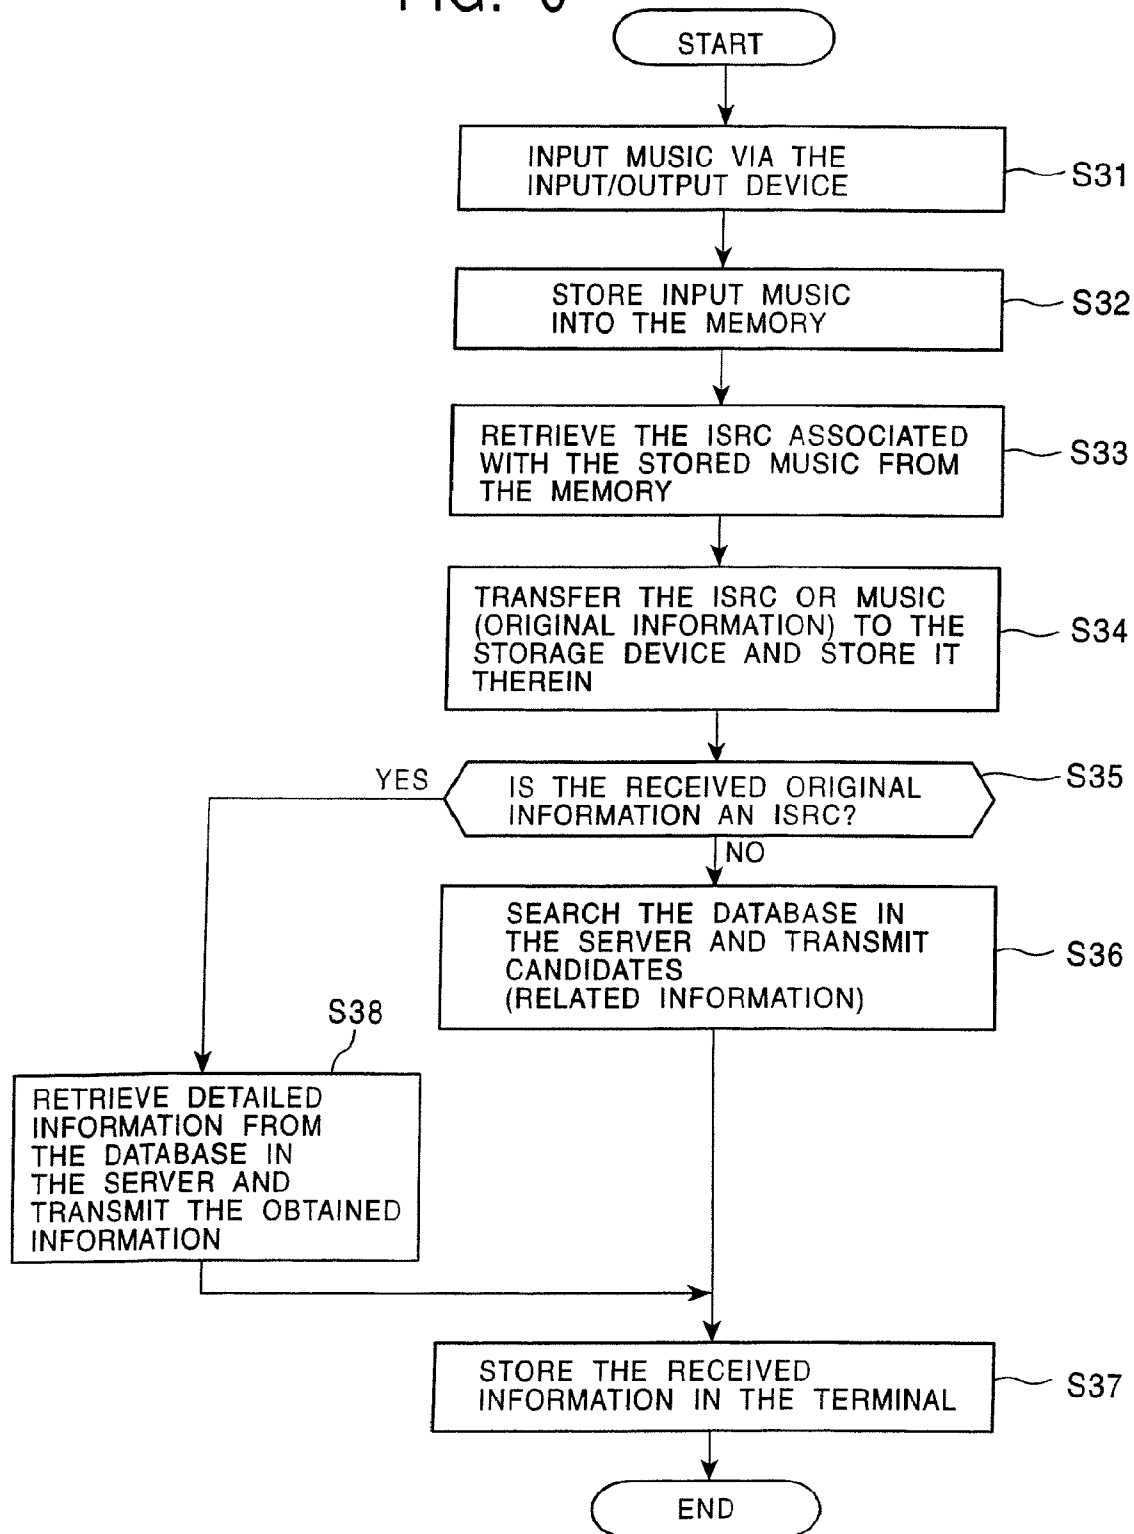 START
INPUT MUSIC VIA THE
INPUT/OUTPUT DEVICE
S31
STORE INPUT MUSIC
INTO THE MEMORY
S32
RETRIEVE THE ISRC ASSOCIATED
WITH THE STORED MUSIC FROM
THE MEMORY
S33
TRANSFER THE ISRC OR MUSIC
(ORIGINAL INFORMATION) TO THE
STORAGE DEVICE AND STORE IT
THEREIN
S34
IS THE RECEIVED ORIGINAL
INFORMATION AN ISRC?
S35
YES
NO
SEARCH THE DATABASE IN
THE SERVER AND TRANSMIT
CANDIDATES
(RELATED INFORMATION)
S36
S38
RETRIEVE DETAILED
INFORMATION FROM
THE DATABASE IN
THE SERVER AND
TRANSMIT THE OBTAINED
INFORMATION
STORE THE RECEIVED
INFORMATION IN THE TERMINAL
S37
END